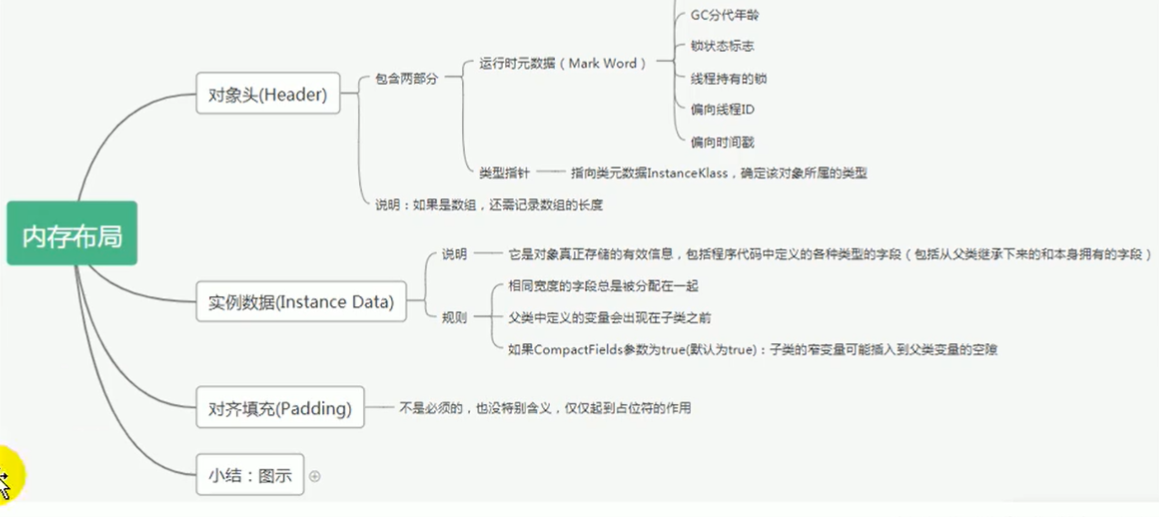 GC分代年龄
锁状态标志
运行时元数据（Mark Word）
包含两部分
线程持有的锁
对象头(Header)
偏向线程ID
偏向时间戳
类型指针
指向类元数据InstanceKlass，确定该对象所属的类型
说明：如果是数组，还需记录数组的长度
内存布局
说明
它是对象真正存储的有效信息，包括程序代码中定义的各种类型的字段（包括从父类继承下来的和本身拥有的字段）
相同宽度的字段总是被分配在一起
实例数据(Instance Data)
规则
父类中定义的变量会出现在子类之前
如果CompactFields参数为true(默认为true)：子类的窄变量可能插入到父类变量的空隙
对齐填充(Padding)
不是必须的，也没特别含义，仅仅起到占位符的作用
小结：图示